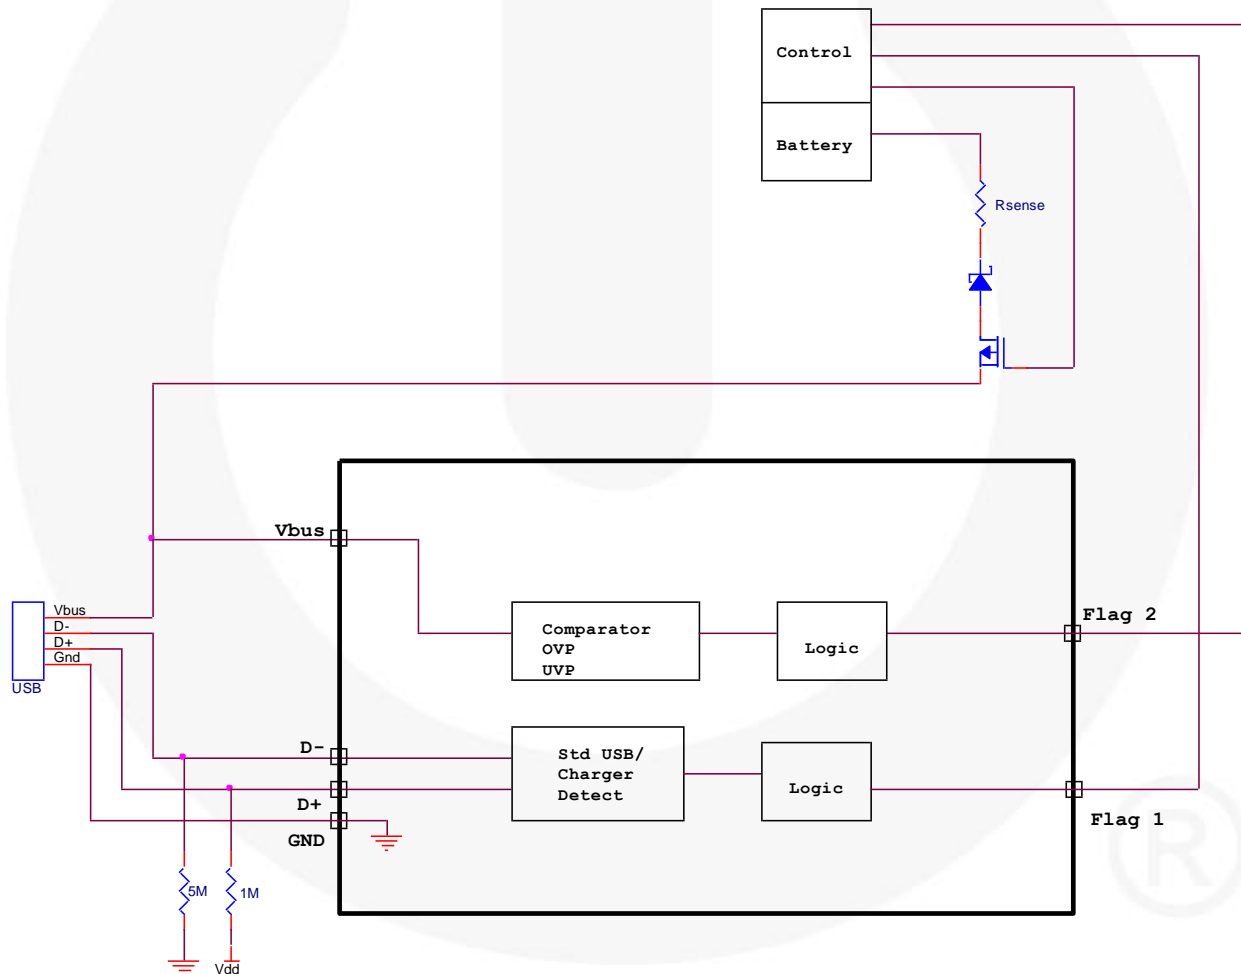 Control
Battery
Rsense
Vbus
Vbus
D-
D+
Gnd
USB
Comparator
OVP
UVP
Logic
Flag 2
D-
D+
GND
Std USB/
Charger
Detect
Logic
Flag 1
5M
1M
Vdd
®